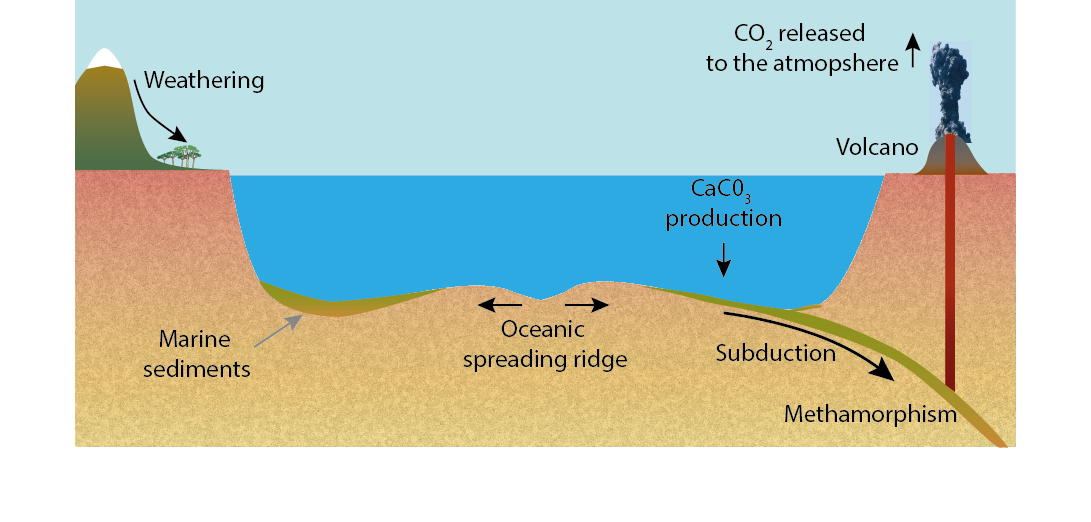 CO₂ released
to the atmopshere
Weathering
Volcano
CaC0₃
production
Marine
sediments
Oceanic
spreading ridge
Subduction
Methamorphism